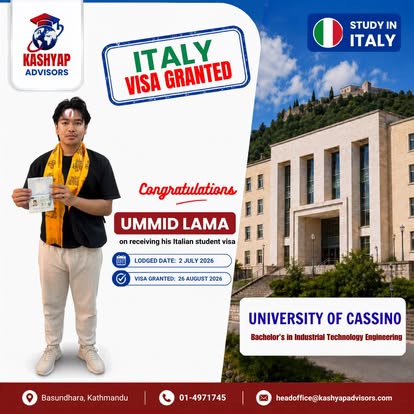 KASHYAP
ADVISORS
ITALY
VISA GRANTED
STUDY IN
ITALY
Congratulations
UMMID LAMA
on receiving his Italian student visa
LODGED DATE: 2 JULY 2026
VISA GRANTED: 26 AUGUST 2026
UNIVERSITY OF CASSINO
Bachelor's in Industrial Technology Engineering
Basundhara, Kathmandu
01-4971745
headoffice@kashyapadvisors.com